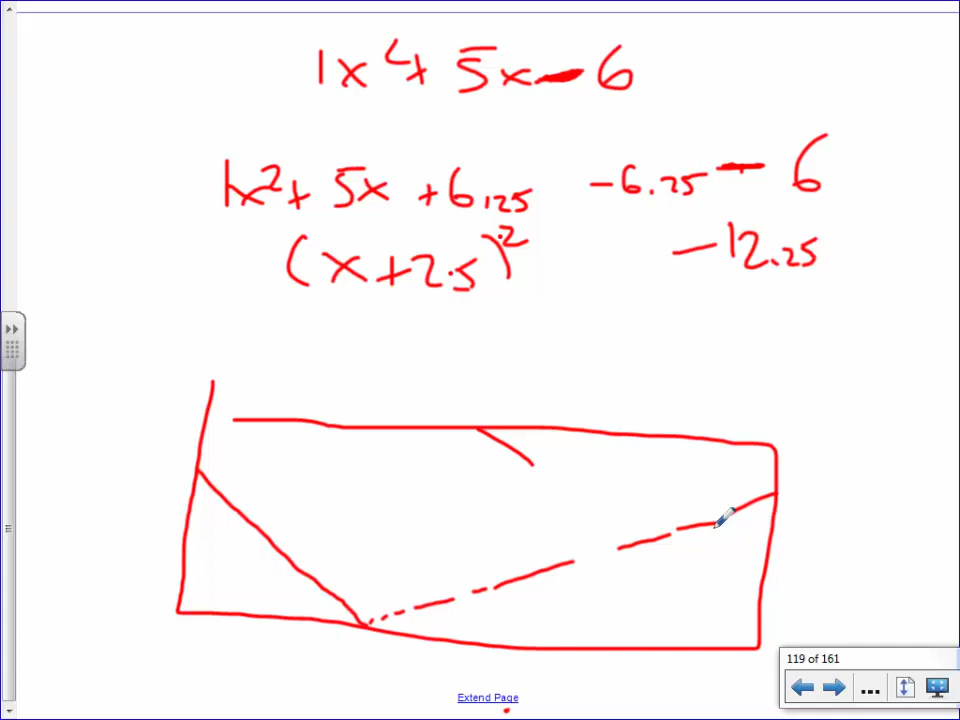 1x⁴ + 5x - 6
1x² + 5x + 6.25 - 6.25 - 6
(x + 2.5)² - 12.25
Extend Page
119 of 161
...